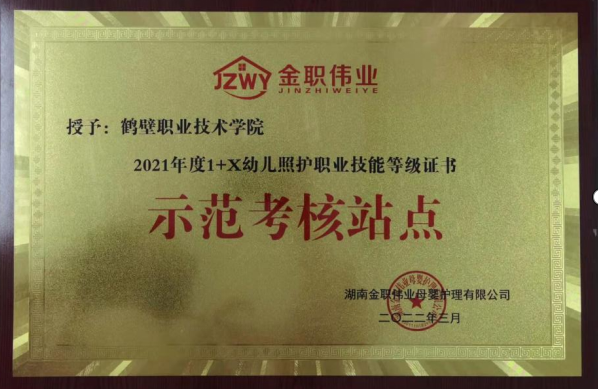 JZWY 金职伟业
JINZHIWEIYE
授予：鹤壁职业技术学院
2021年度1+X幼儿照护职业技能等级证书
示范考核站点
湖南金职伟业母婴护理有限公司
二〇二二年三月